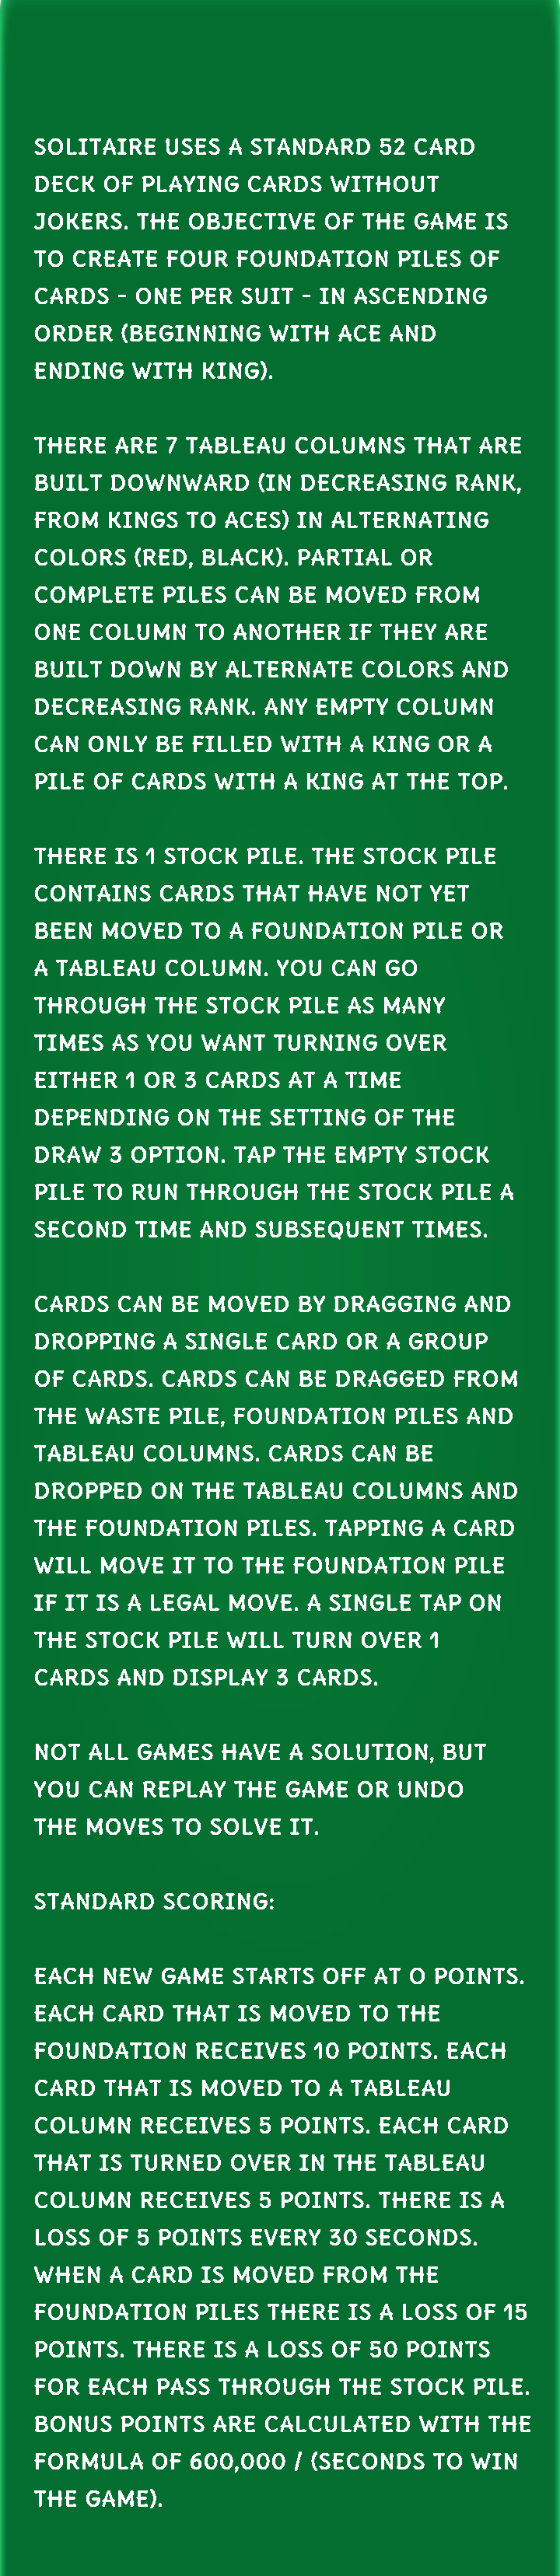 SOLITAIRE USES A STANDARD 52 CARD
DECK OF PLAYING CARDS WITHOUT
JOKERS. THE OBJECTIVE OF THE GAME IS
TO CREATE FOUR FOUNDATION PILES OF
CARDS - ONE PER SUIT - IN ASCENDING
ORDER (BEGINNING WITH ACE AND
ENDING WITH KING).
THERE ARE 7 TABLEAU COLUMNS THAT ARE
BUILT DOWNWARD (IN DECREASING RANK,
FROM KINGS TO ACES) IN ALTERNATING
COLORS (RED, BLACK). PARTIAL OR
COMPLETE PILES CAN BE MOVED FROM
ONE COLUMN TO ANOTHER IF THEY ARE
BUILT DOWN BY ALTERNATE COLORS AND
DECREASING RANK. ANY EMPTY COLUMN
CAN ONLY BE FILLED WITH A KING OR A
PILE OF CARDS WITH A KING AT THE TOP.
THERE IS 1 STOCK PILE. THE STOCK PILE
CONTAINS CARDS THAT HAVE NOT YET
BEEN MOVED TO A FOUNDATION PILE OR
A TABLEAU COLUMN. YOU CAN GO
THROUGH THE STOCK PILE AS MANY
TIMES AS YOU WANT TURNING OVER
EITHER 1 OR 3 CARDS AT A TIME
DEPENDING ON THE SETTING OF THE
DRAW 3 OPTION. TAP THE EMPTY STOCK
PILE TO RUN THROUGH THE STOCK PILE A
SECOND TIME AND SUBSEQUENT TIMES.
CARDS CAN BE MOVED BY DRAGGING AND
DROPPING A SINGLE CARD OR A GROUP
OF CARDS. CARDS CAN BE DRAGGED FROM
THE WASTE PILE, FOUNDATION PILES AND
TABLEAU COLUMNS. CARDS CAN BE
DROPPED ON THE TABLEAU COLUMNS AND
THE FOUNDATION PILES. TAPPING A CARD
WILL MOVE IT TO THE FOUNDATION PILE
IF IT IS A LEGAL MOVE. A SINGLE TAP ON
THE STOCK PILE WILL TURN OVER 1
CARDS AND DISPLAY 3 CARDS.
NOT ALL GAMES HAVE A SOLUTION, BUT
YOU CAN REPLAY THE GAME OR UNDO
THE MOVES TO SOLVE IT.
STANDARD SCORING:
EACH NEW GAME STARTS OFF AT 0 POINTS.
EACH CARD THAT IS MOVED TO THE
FOUNDATION RECEIVES 10 POINTS. EACH
CARD THAT IS MOVED TO A TABLEAU
COLUMN RECEIVES 5 POINTS. EACH CARD
THAT IS TURNED OVER IN THE TABLEAU
COLUMN RECEIVES 5 POINTS. THERE IS A
LOSS OF 5 POINTS EVERY 30 SECONDS.
WHEN A CARD IS MOVED FROM THE
FOUNDATION PILES THERE IS A LOSS OF 15
POINTS. THERE IS A LOSS OF 50 POINTS
FOR EACH PASS THROUGH THE STOCK PILE.
BONUS POINTS ARE CALCULATED WITH THE
FORMULA OF 600,000 / (SECONDS TO WIN
THE GAME).